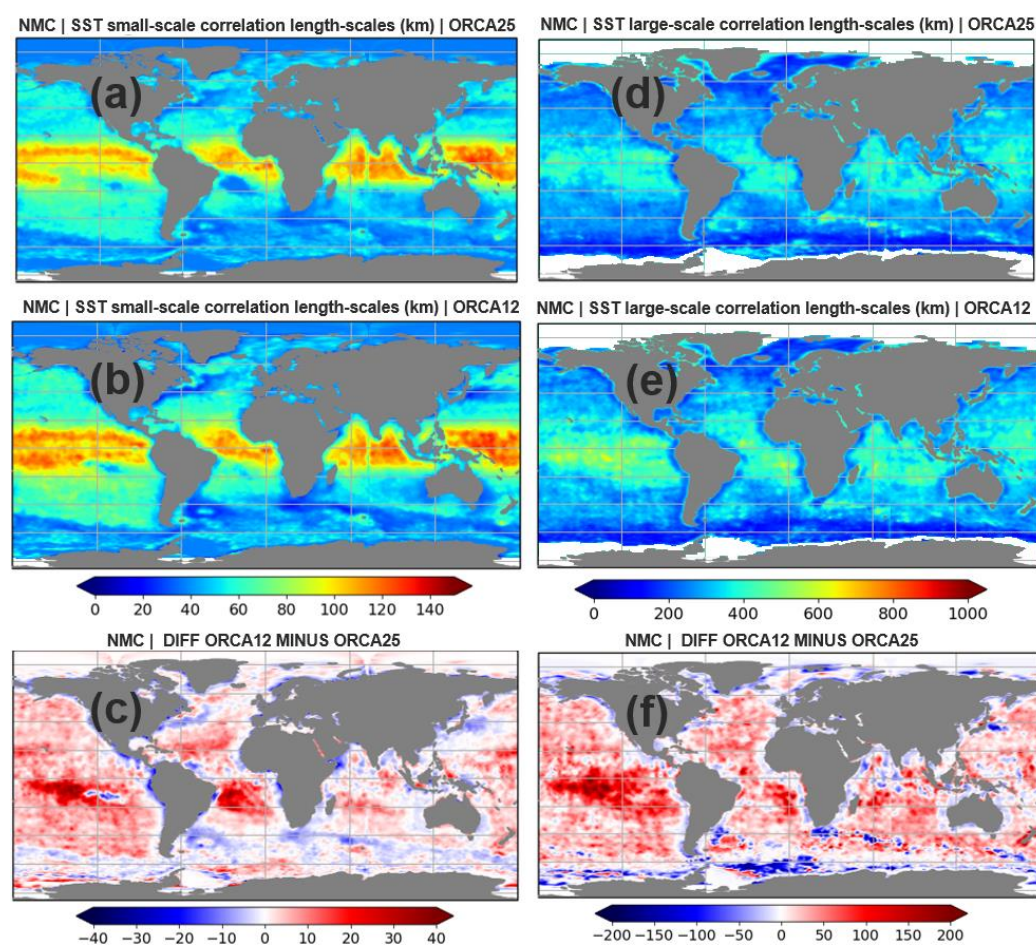 NMC | SST small-scale correlation length-scales (km) | ORCA25
(a)
NMC | SST large-scale correlation length-scales (km) | ORCA25
(d)
NMC | SST small-scale correlation length-scales (km) | ORCA12
(b)
NMC | SST large-scale correlation length-scales (km) | ORCA12
(e)
0 20 40 60 80 100 120 140
0 200 400 600 800 1000
NMC | DIFF ORCA12 MINUS ORCA25
(c)
NMC | DIFF ORCA12 MINUS ORCA25
(f)
−40 −30 −20 −10 0 10 20 30 40
−200 −150 −100 −50 0 50 100 150 200